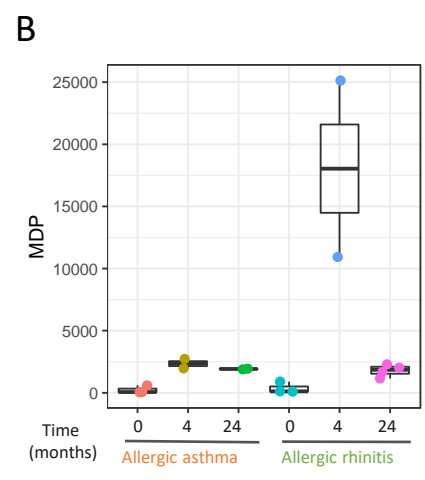 B
25000
20000
15000
10000
5000
0
MDP
Time
(months)
0 4 24 0 4 24
Allergic asthma Allergic rhinitis